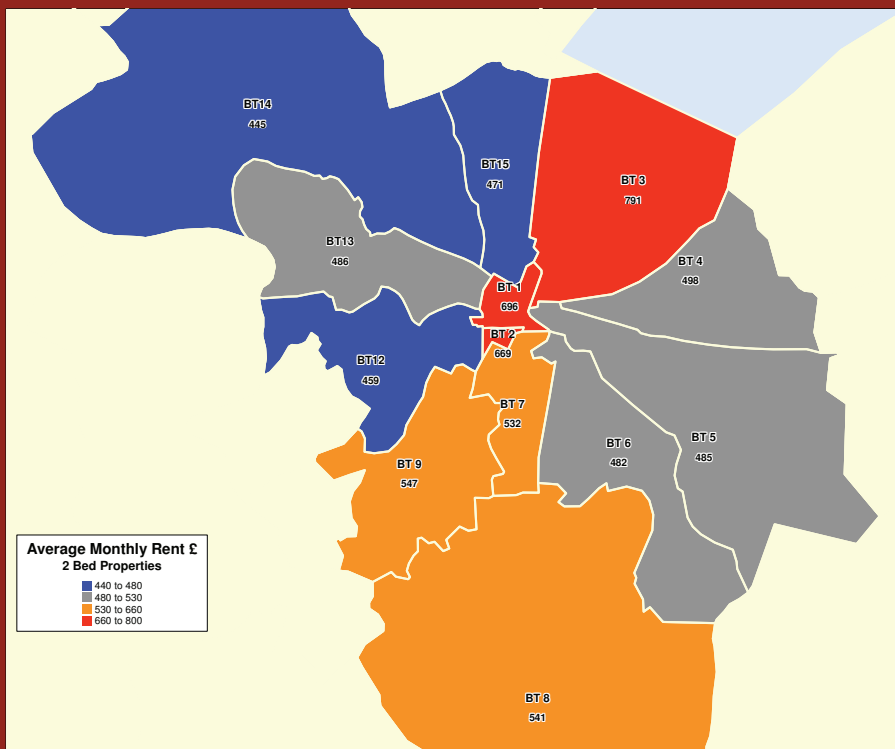 BT14
445
BT15
471
BT 3
791
BT13
486
BT 4
498
BT 1
696
BT 2
669
BT12
459
BT 7
532
BT 6
482
BT 5
485
BT 9
547
Average Monthly Rent £
2 Bed Properties
440 to 480
480 to 530
530 to 660
660 to 800
BT 8
541